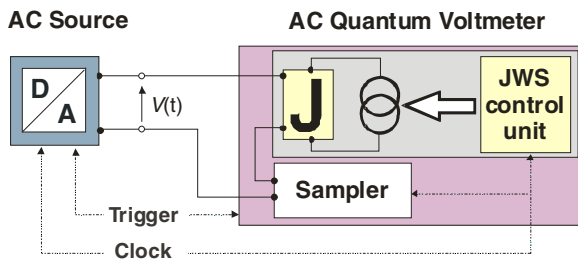 AC Source
AC Quantum Voltmeter
D
A
V(t)
J
JWS
control
unit
Sampler
Trigger
Clock